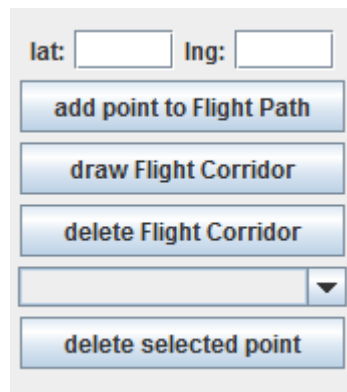 lat: lng:
add point to Flight Path
draw Flight Corridor
delete Flight Corridor
delete selected point